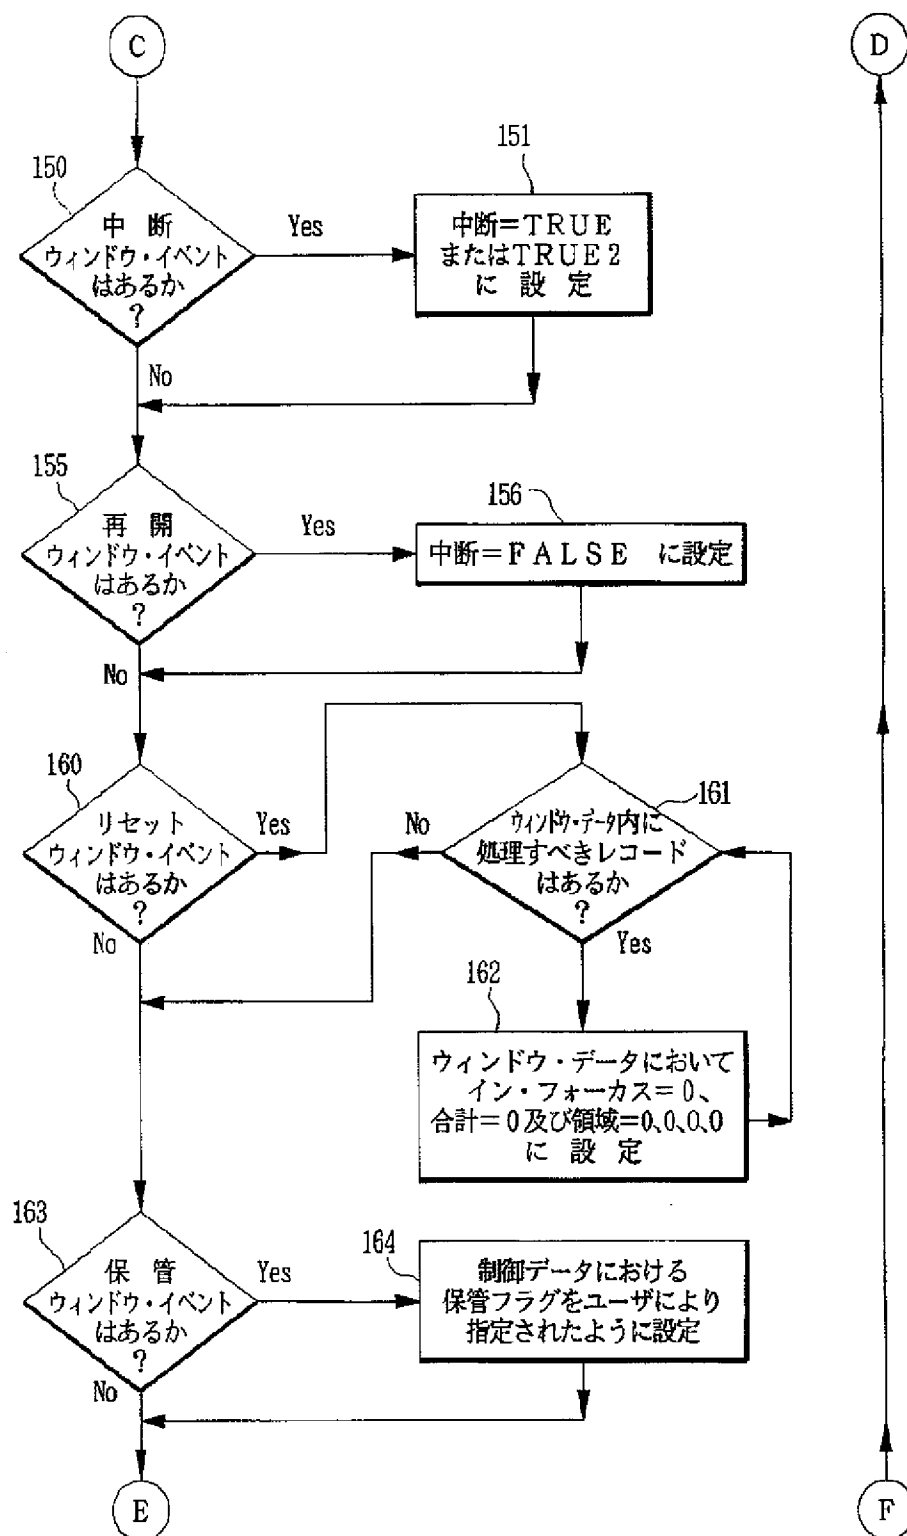 C
D
150
中断
ウィンドウ・イベント
はあるか
?
Yes
No
151
中断=TRUE
またはTRUE2
に設定
155
再開
ウィンドウ・イベント
はあるか
?
Yes
No
156
中断=FALSE に設定
160
リセット
ウィンドウ・イベント
はあるか
?
Yes
No
161
ウィンドウ・データ内に
処理すべきレコード
はあるか
?
No
Yes
162
ウィンドウ・データにおいて
イン・フォーカス=0、
合計=0及び領域=0,0,0,0
に設定
163
保管
ウィンドウ・イベント
はあるか
?
Yes
No
164
制御データにおける
保管フラグをユーザにより
指定されたように設定
E
F